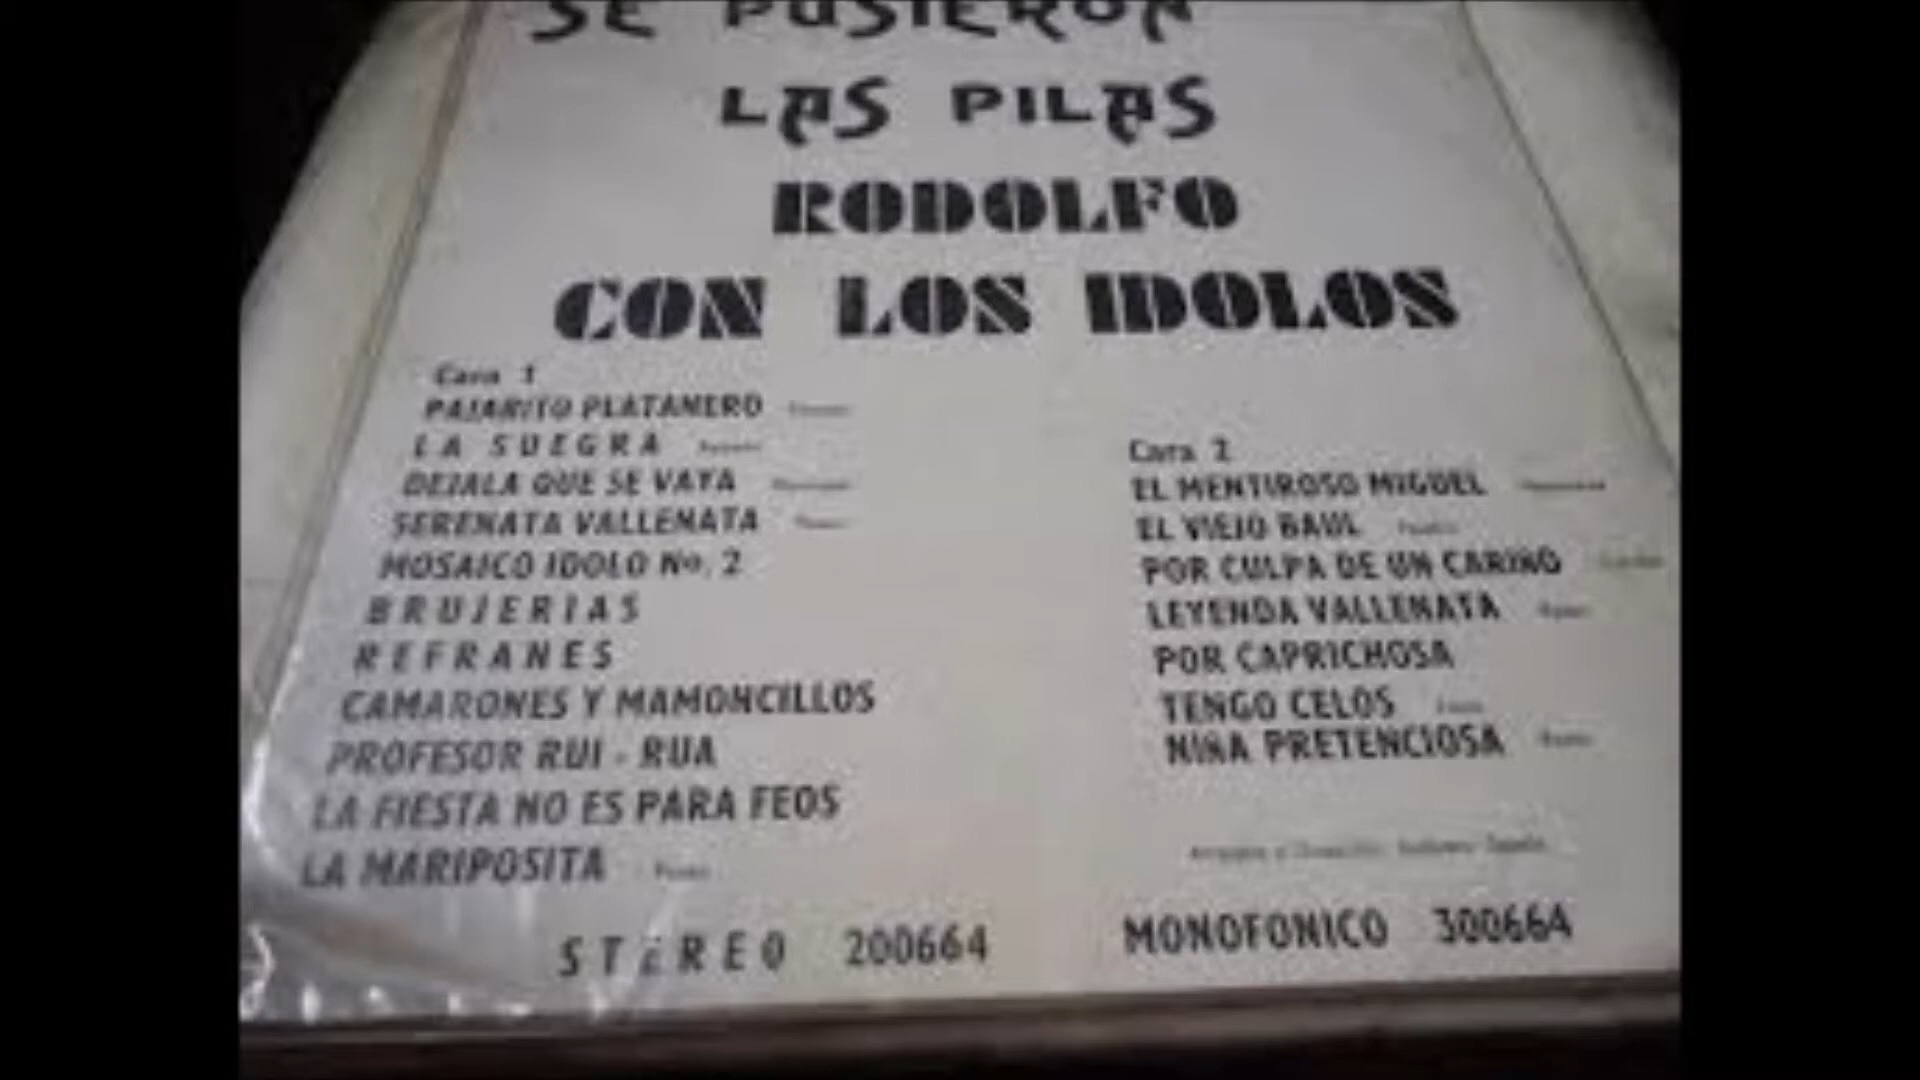 SE PUSIERON
LAS PILAS
RODOLFO
CON LOS IDOLOS
Cara 1
PAJARITO PLATANERO
LA SUEGRA
DEJALA QUE SE VAYA
SERENATA VALLENATA
MOSAICO IDOLO No. 2
BRUJERIAS
REFRANES
CAMARONES Y MAMONCILLOS
PROFESOR RUI - RUA
LA FIESTA NO ES PARA FEOS
LA MARIPOSITA
Cara 2
EL MENTIROSO MIGUEL
EL VIEJO BAUL
POR CULPA DE UN CARIÑO
LEYENDA VALLENATA
POR CAPRICHOSA
TENGO CELOS
NIÑA PRETENCIOSA
STEREO 200664
MONOFONICO 300664